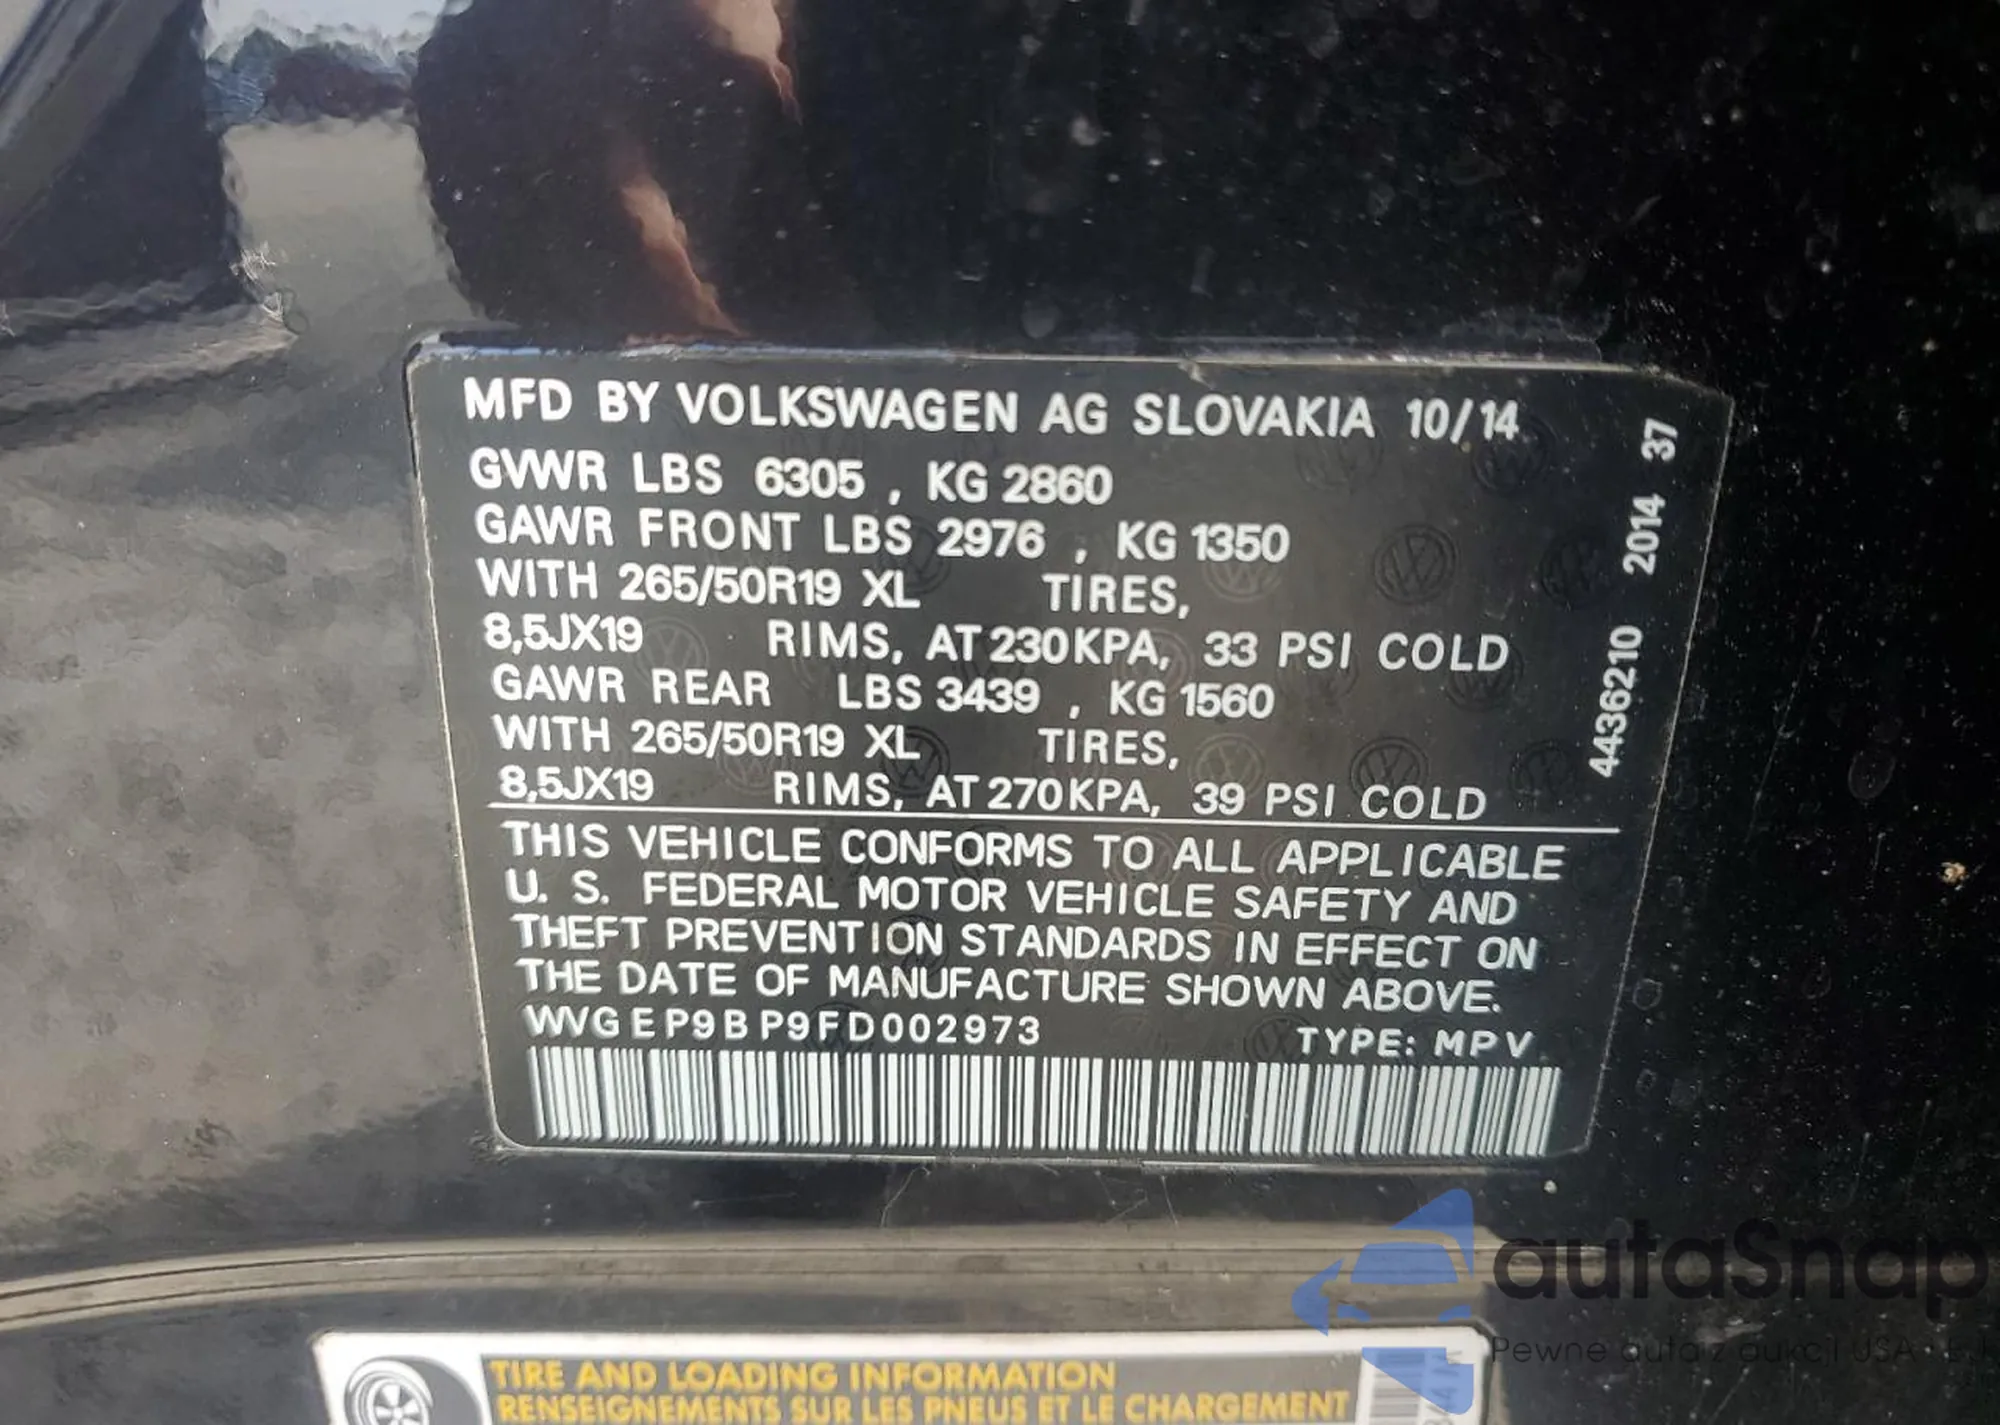 MFD BY VOLKSWAGEN AG SLOVAKIA 10/14
GVWR LBS 6305 , KG 2860
GAWR FRONT LBS 2976 , KG 1350
WITH 265/50R19 XL TIRES,
8,5JX19 RIMS, AT 230KPA, 33 PSI COLD
GAWR REAR LBS 3439 , KG 1560
WITH 265/50R19 XL TIRES,
8,5JX19 RIMS, AT 270KPA, 39 PSI COLD
THIS VEHICLE CONFORMS TO ALL APPLICABLE
U. S. FEDERAL MOTOR VEHICLE SAFETY AND
THEFT PREVENTION STANDARDS IN EFFECT ON
THE DATE OF MANUFACTURE SHOWN ABOVE.
WVGEP9BP9FD002973 TYPE: MPV
4436210 2014 37
TIRE AND LOADING INFORMATION
RENSEIGNEMENTS SUR LES PNEUS ET LE CHARGEMENT
autaSnap
Pewne auta z aukcji USA